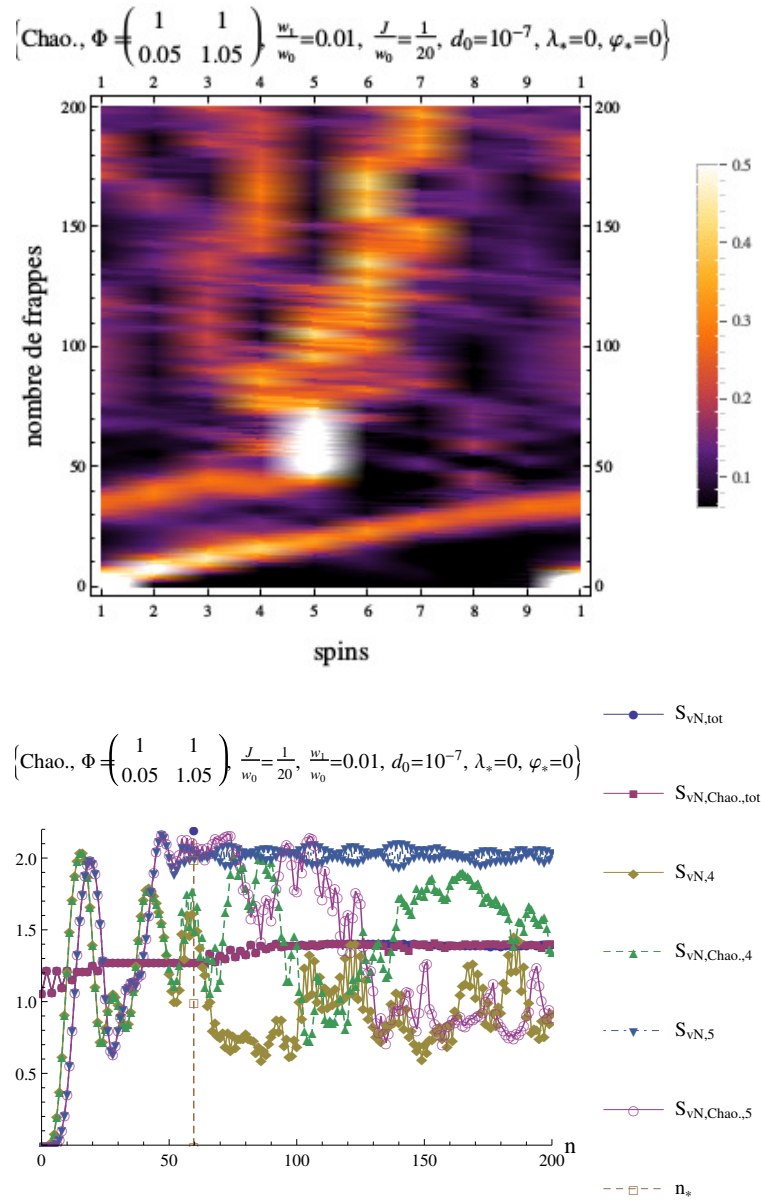 {Chao., Φ=(1 1
0.05 1.05), w₁/w₀=0.01, J/w₀=1/20, d₀=10⁻⁷, λ*=0, φ*=0}
1 2 3 4 5 6 7 8 9 1
200 200
150 150
100 100
50 50
0 0
1 2 3 4 5 6 7 8 9 1
nombre de frappes
spins
0.5
0.4
0.3
0.2
0.1
{Chao., Φ=(1 1
0.05 1.05), J/w₀=1/20, w₁/w₀=0.01, d₀=10⁻⁷, λ*=0, φ*=0}
2.0
1.5
1.0
0.5
0 50 100 150 200
n
S_vN,tot
S_vN,Chao.,tot
S_vN,4
S_vN,Chao.,4
S_vN,5
S_vN,Chao.,5
n*